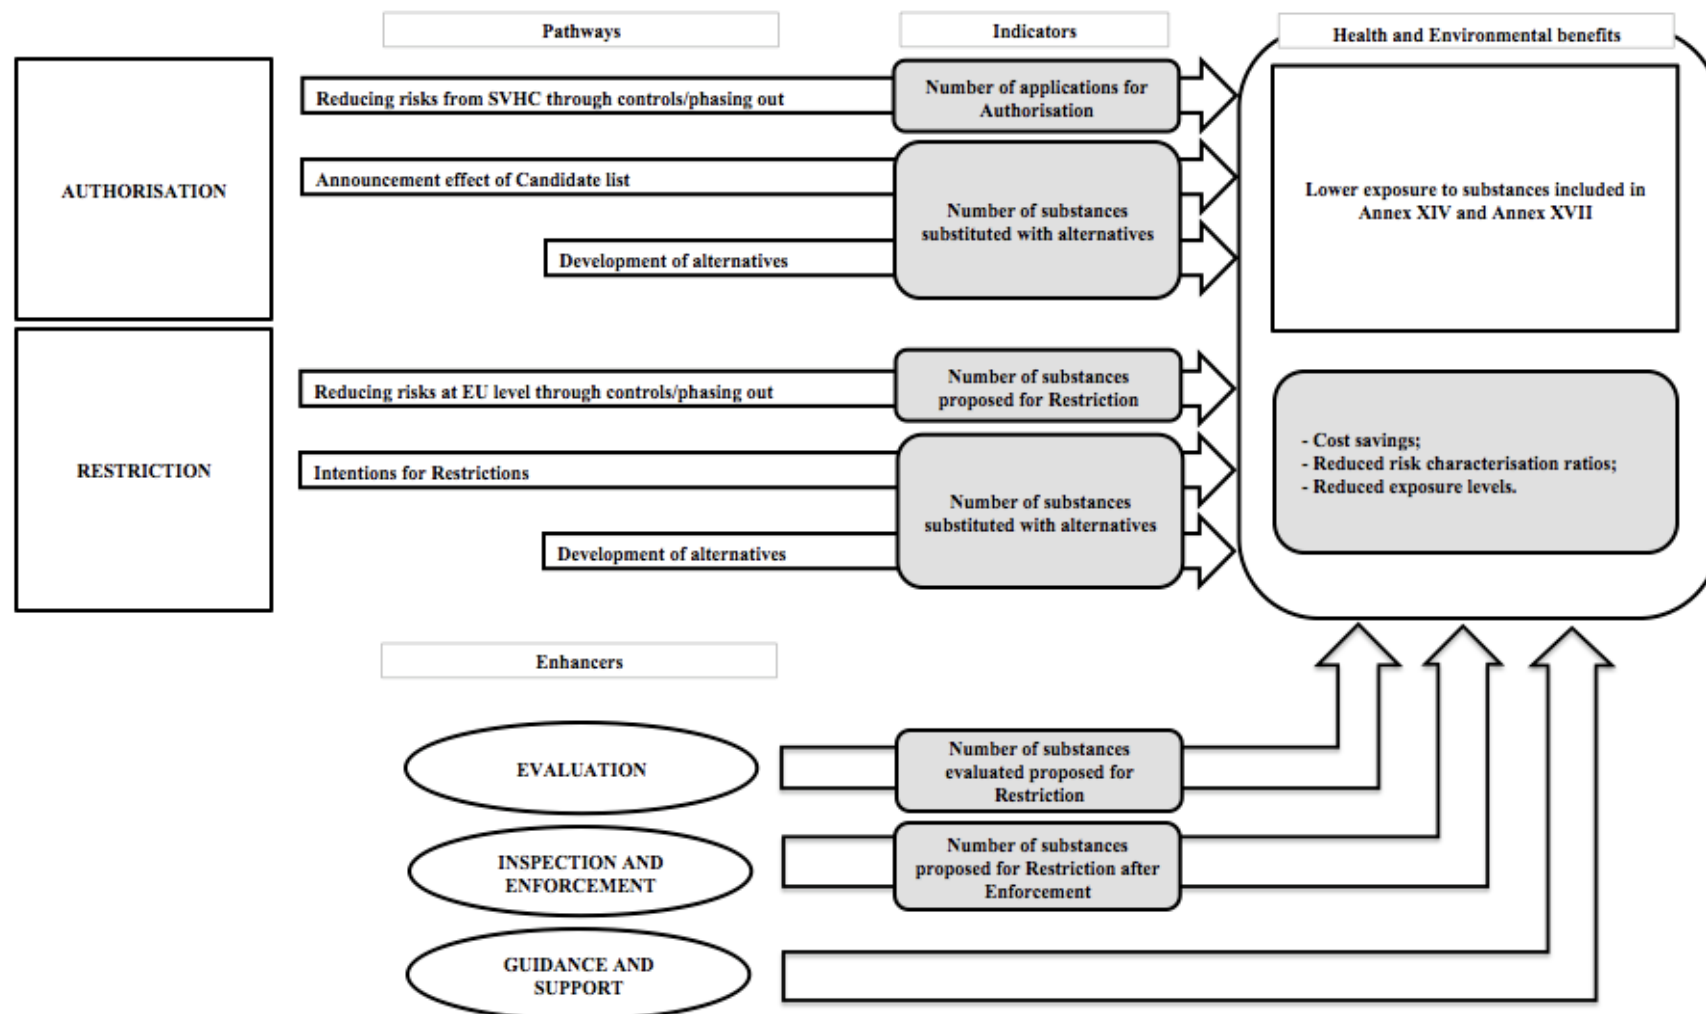 Pathways
Indicators
Health and Environmental benefits
AUTHORISATION
Reducing risks from SVHC through controls/phasing out
Number of applications for
Authorisation
Announcement effect of Candidate list
Number of substances
substituted with alternatives
Development of alternatives
Lower exposure to substances included in
Annex XIV and Annex XVII
RESTRICTION
Reducing risks at EU level through controls/phasing out
Number of substances
proposed for Restriction
Intentions for Restrictions
Number of substances
substituted with alternatives
Development of alternatives
- Cost savings;
- Reduced risk characterisation ratios;
- Reduced exposure levels.
Enhancers
EVALUATION
Number of substances
evaluated proposed for
Restriction
INSPECTION AND
ENFORCEMENT
Number of substances
proposed for Restriction after
Enforcement
GUIDANCE AND
SUPPORT